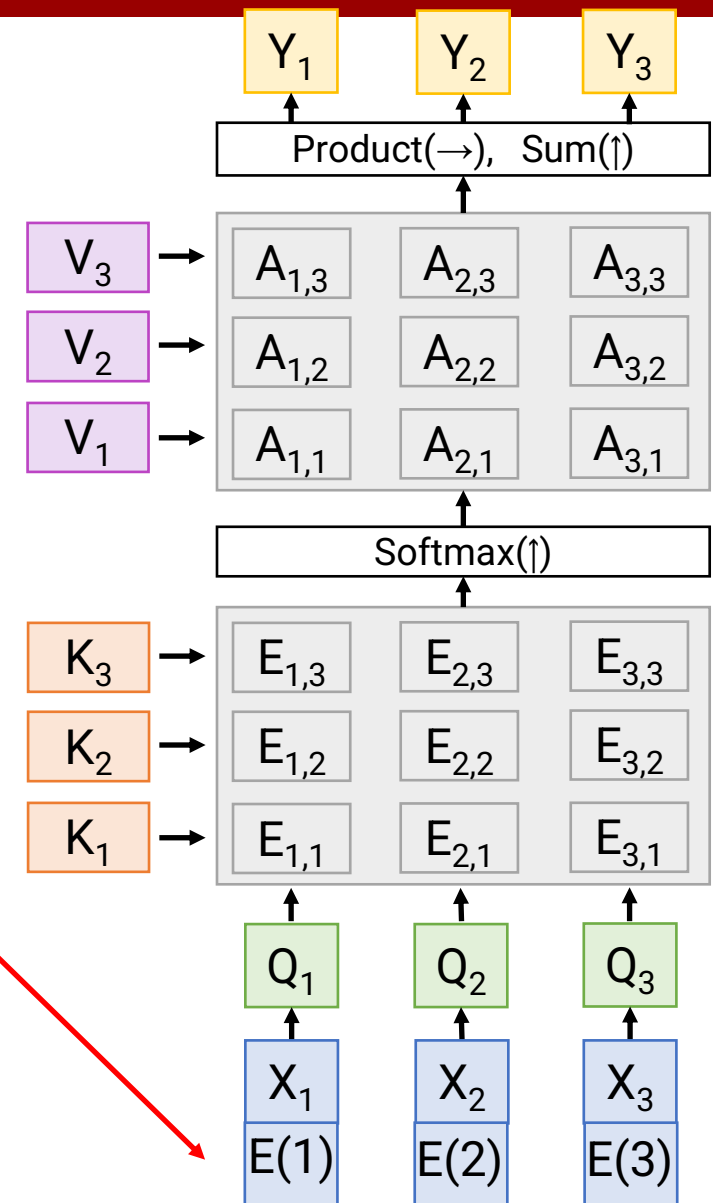 Y₁ Y₂ Y₃
Product(→), Sum(↑)
V₃ A₁,₃ A₂,₃ A₃,₃
V₂ A₁,₂ A₂,₂ A₃,₂
V₁ A₁,₁ A₂,₁ A₃,₁
Softmax(↑)
K₃ E₁,₃ E₂,₃ E₃,₃
K₂ E₁,₂ E₂,₂ E₃,₂
K₁ E₁,₁ E₂,₁ E₃,₁
Q₁ Q₂ Q₃
X₁ X₂ X₃
E(1) E(2) E(3)